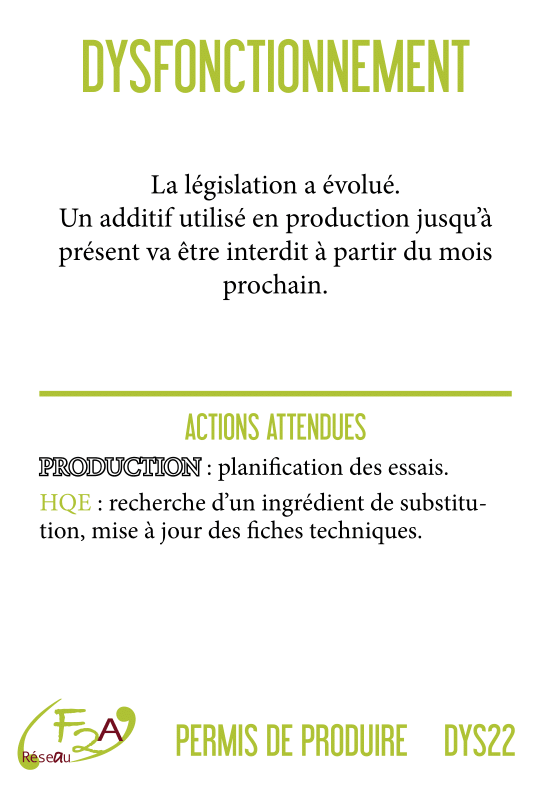 DYSFONCTIONNEMENT
La législation a évolué.
Un additif utilisé en production jusqu’à
présent va être interdit à partir du mois
prochain.
ACTIONS ATTENDUES
PRODUCTION : planification des essais.
HQE : recherche d’un ingrédient de substitu-
tion, mise à jour des fiches techniques.
F2A
Réseau
PERMIS DE PRODUIRE DYS22